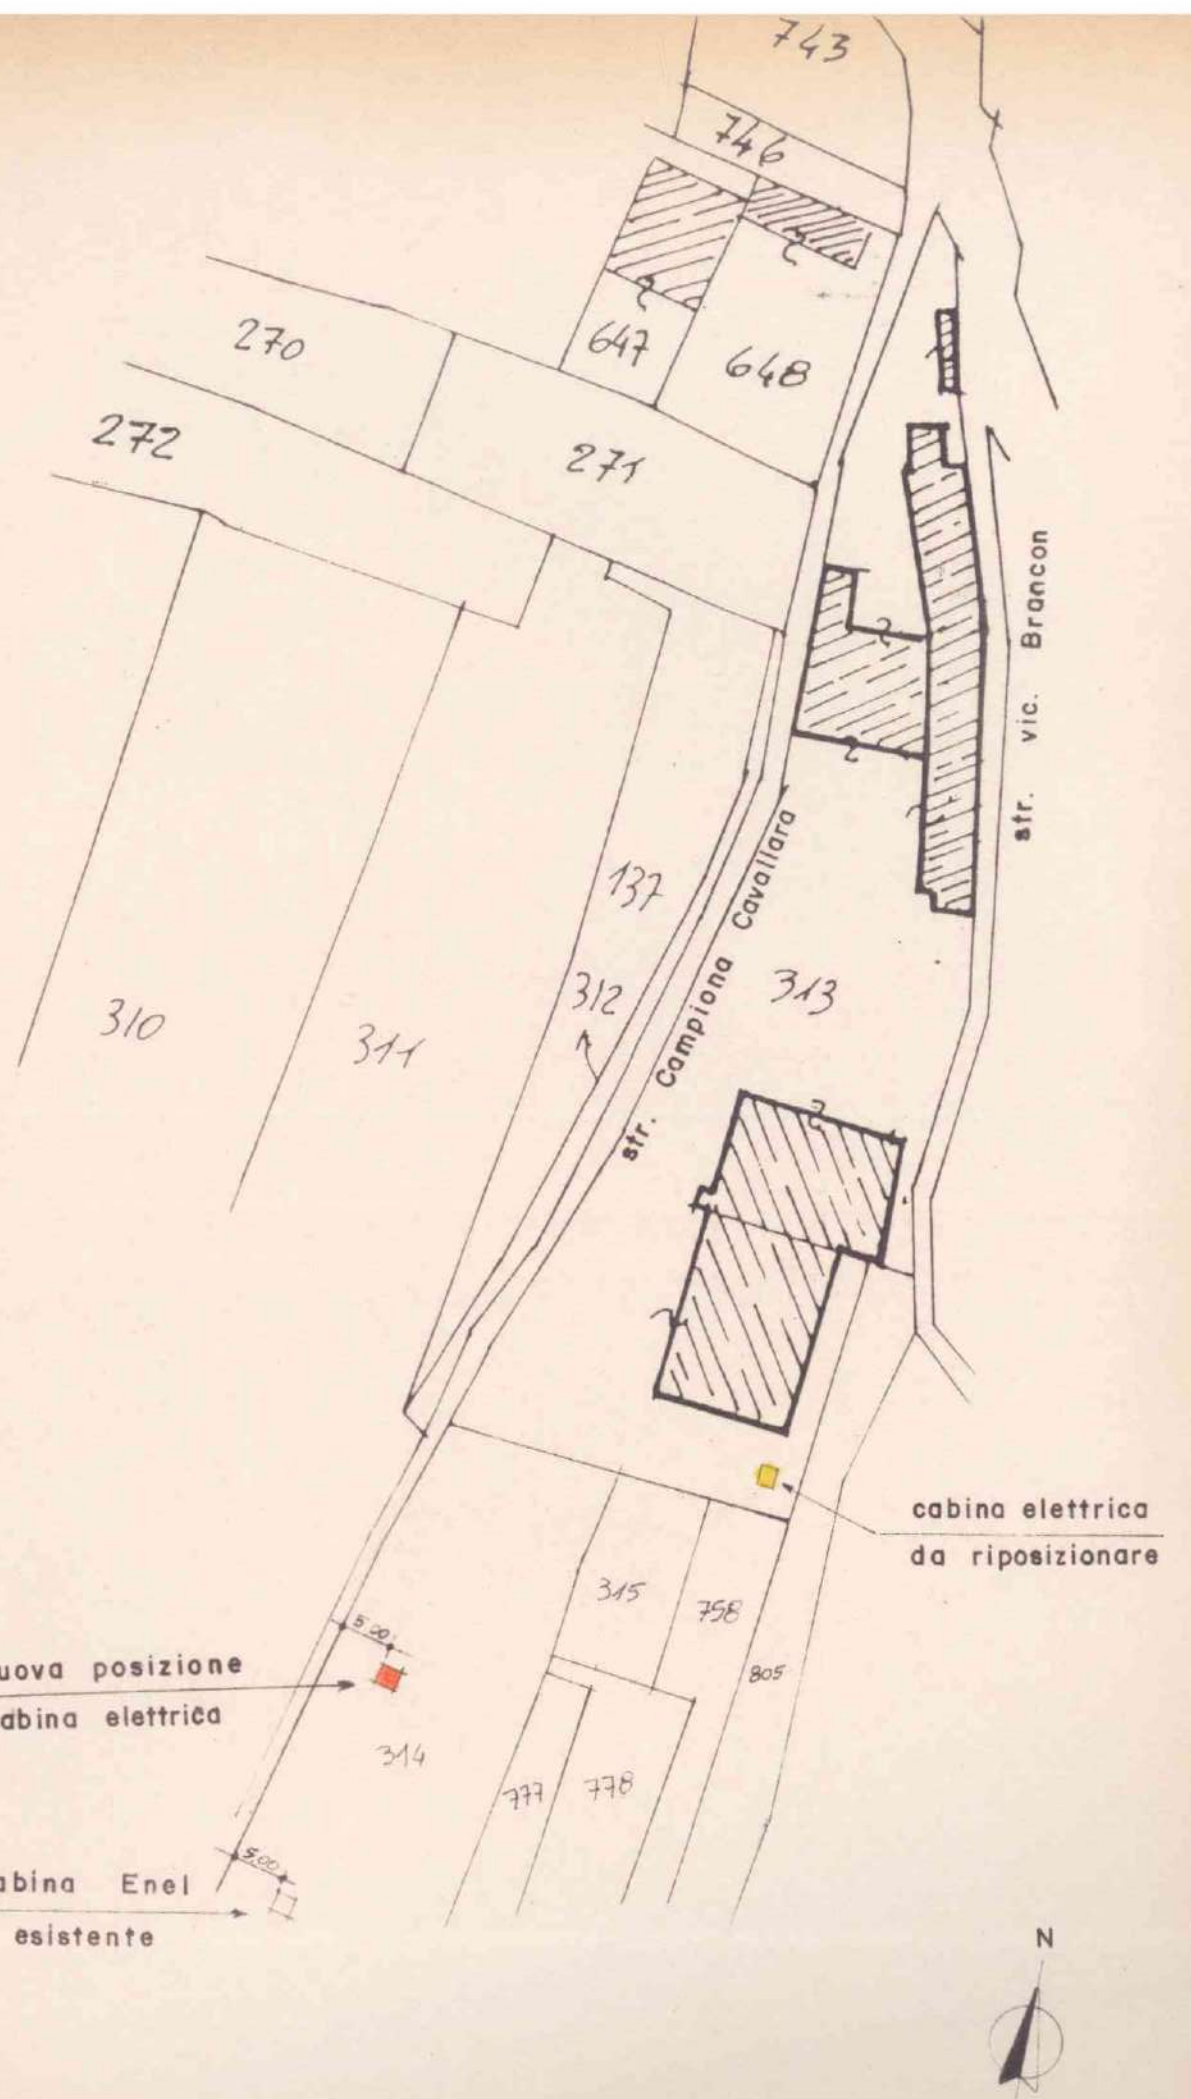 743
746
647
648
270
271
272
str. vic. Brancon
137
312
313
310
311
str. Campiona Cavallara
cabina elettrica
da riposizionare
315
758
805
5,00
uova posizione
abina elettrica
314
777
778
5,00
abina Enel
esistente
N